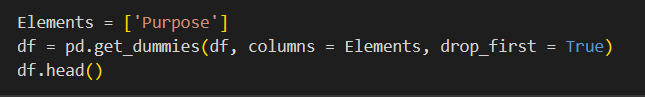 Elements = ['Purpose']
df = pd.get_dummies(df, columns = Elements, drop_first = True)
df.head()